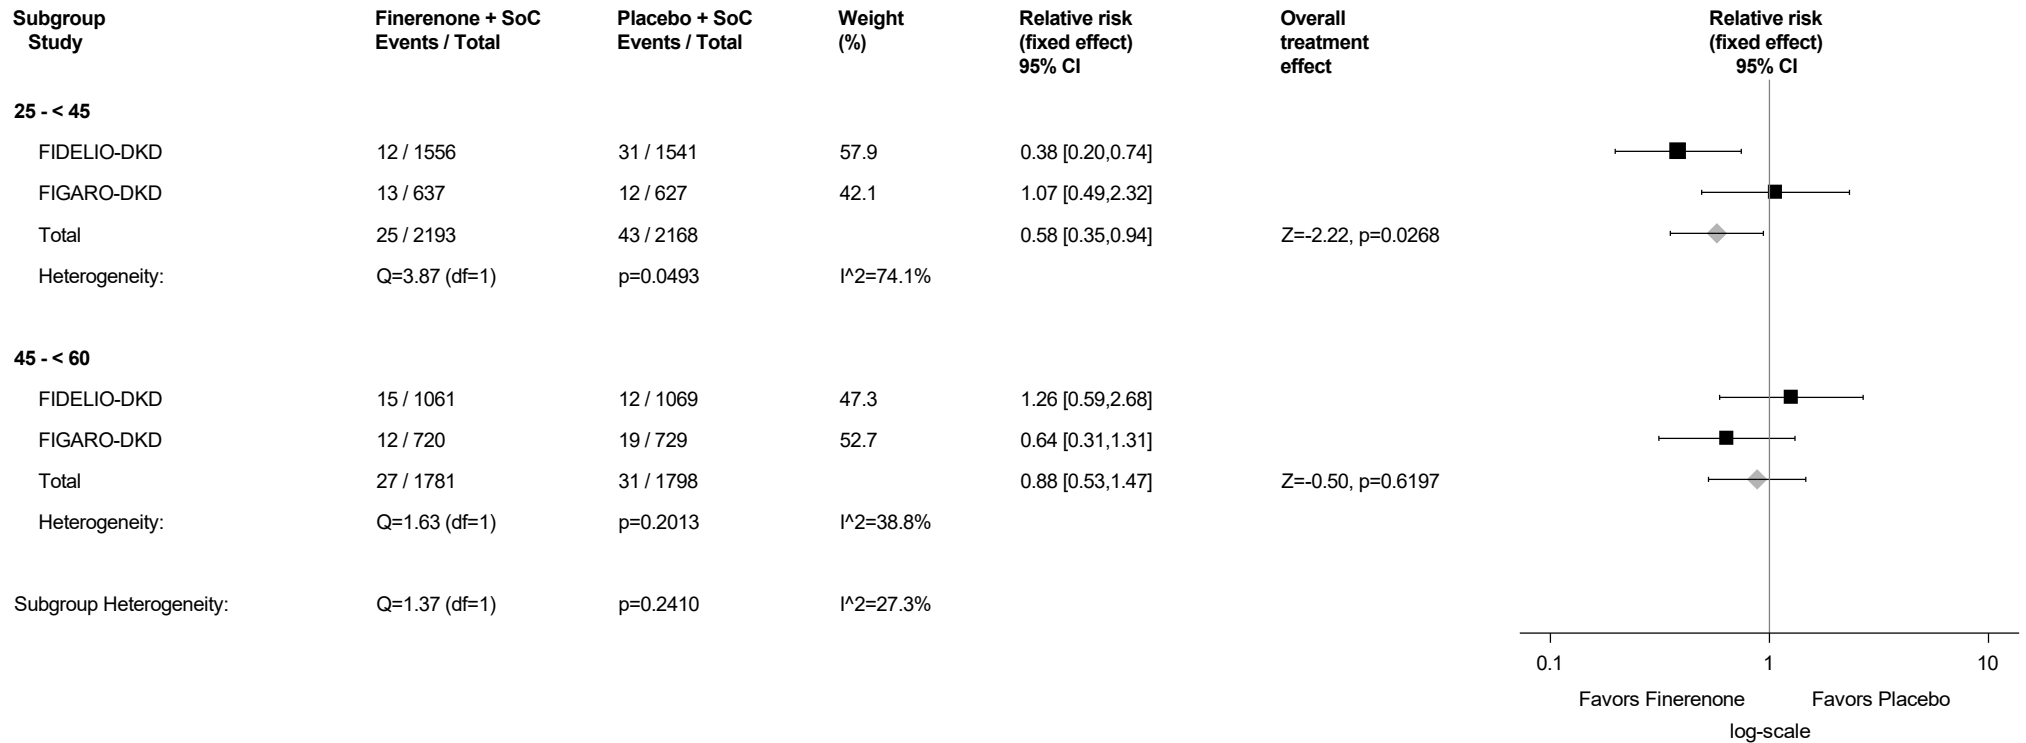 Subgroup Finerenone + SoC Placebo + SoC Weight Relative risk Overall Relative risk
Study Events / Total Events / Total (%) (fixed effect) treatment (fixed effect)
95% CI effect 95% CI
25 - < 45
FIDELIO-DKD 12 / 1556 31 / 1541 57.9 0.38 [0.20,0.74]
FIGARO-DKD 13 / 637 12 / 627 42.1 1.07 [0.49,2.32]
Total 25 / 2193 43 / 2168 0.58 [0.35,0.94] Z=-2.22, p=0.0268
Heterogeneity: Q=3.87 (df=1) p=0.0493 I^2=74.1%
45 - < 60
FIDELIO-DKD 15 / 1061 12 / 1069 47.3 1.26 [0.59,2.68]
FIGARO-DKD 12 / 720 19 / 729 52.7 0.64 [0.31,1.31]
Total 27 / 1781 31 / 1798 0.88 [0.53,1.47] Z=-0.50, p=0.6197
Heterogeneity: Q=1.63 (df=1) p=0.2013 I^2=38.8%
Subgroup Heterogeneity: Q=1.37 (df=1) p=0.2410 I^2=27.3%
0.1 1 10
Favors Finerenone Favors Placebo
log-scale